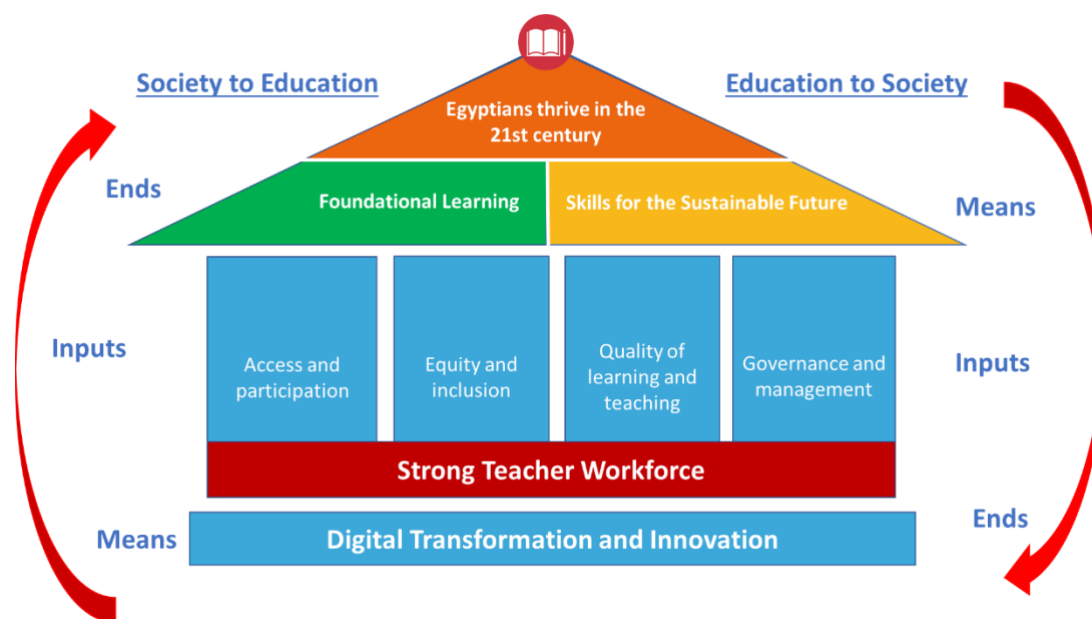 Society to Education
Education to Society
Egyptians thrive in the
21st century
Ends
Foundational Learning
Skills for the Sustainable Future
Means
Inputs
Access and
participation
Equity and
inclusion
Quality of
learning and
teaching
Governance and
management
Inputs
Strong Teacher Workforce
Means
Digital Transformation and Innovation
Ends